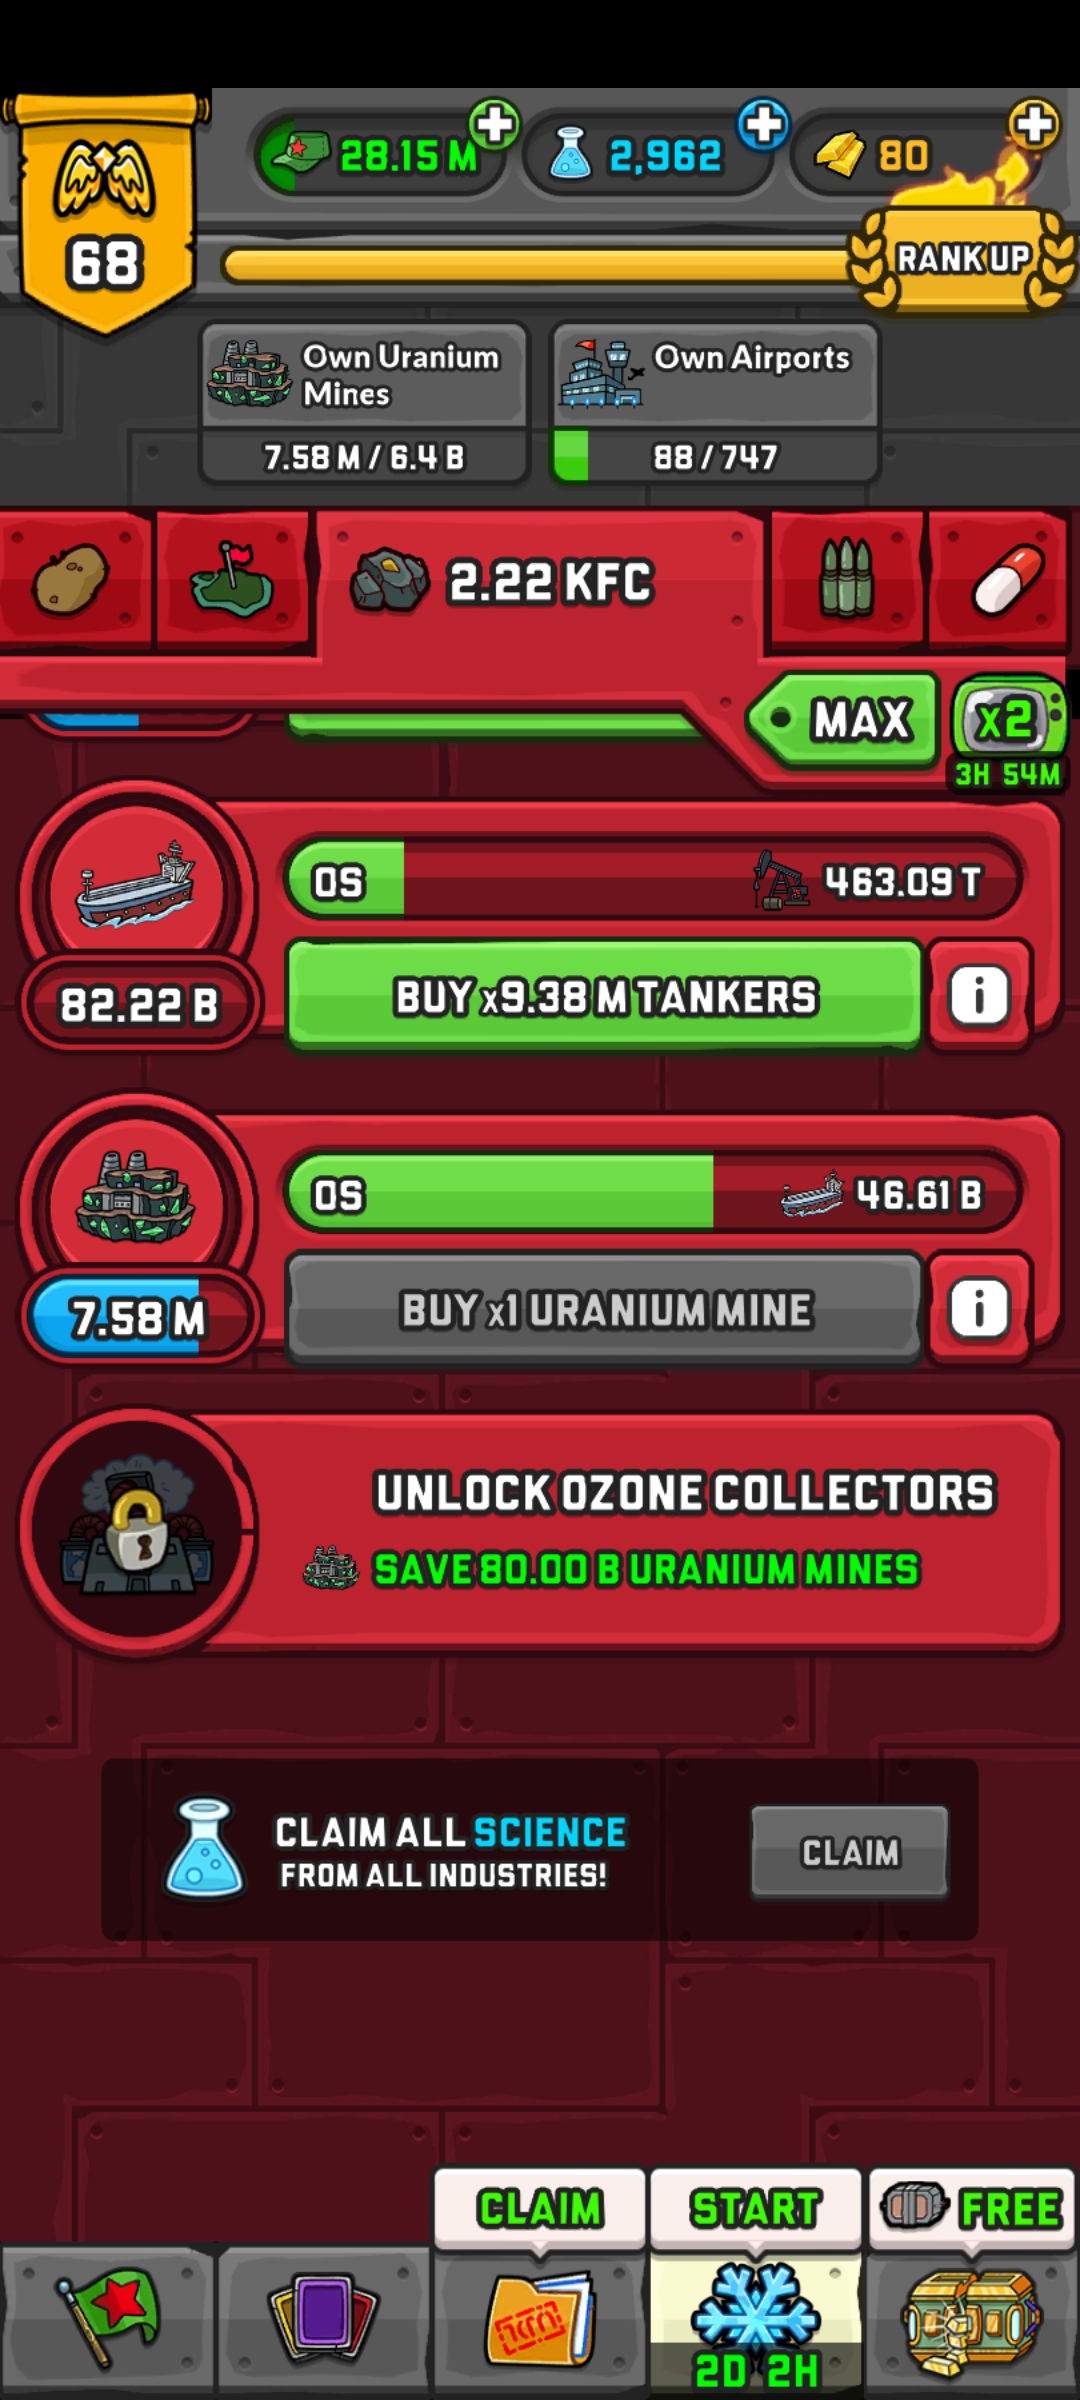 28.15 M
2,962
80
68
RANK UP
Own Uranium
Mines
7.58 M / 6.4 B
Own Airports
88 / 747
2.22 KFC
MAX
x2
3H 54M
0S
463.09 T
82.22 B
BUY x9.38 M TANKERS
i
0S
46.61 B
7.58 M
BUY x1 URANIUM MINE
i
UNLOCK OZONE COLLECTORS
SAVE 80.00 B URANIUM MINES
CLAIM ALL SCIENCE
FROM ALL INDUSTRIES!
CLAIM
CLAIM
START
FREE
2D 2H